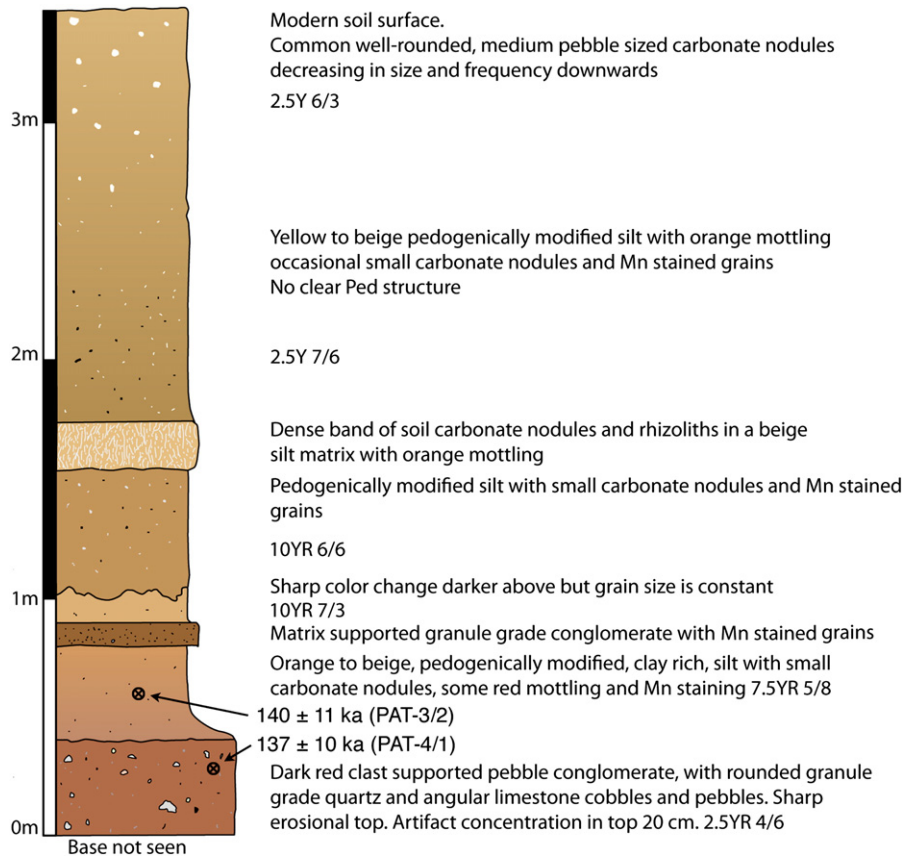 Modern soil surface.
Common well-rounded, medium pebble sized carbonate nodules
decreasing in size and frequency downwards
2.5Y 6/3
3m
Yellow to beige pedogenically modified silt with orange mottling
occasional small carbonate nodules and Mn stained grains
No clear Ped structure
2m
2.5Y 7/6
Dense band of soil carbonate nodules and rhizoliths in a beige
silt matrix with orange mottling
Pedogenically modified silt with small carbonate nodules and Mn stained
grains
10YR 6/6
1m
Sharp color change darker above but grain size is constant
10YR 7/3
Matrix supported granule grade conglomerate with Mn stained grains
Orange to beige, pedogenically modified, clay rich, silt with small
carbonate nodules, some red mottling and Mn staining 7.5YR 5/8
140 ± 11 ka (PAT-3/2)
137 ± 10 ka (PAT-4/1)
Dark red clast supported pebble conglomerate, with rounded granule
grade quartz and angular limestone cobbles and pebbles. Sharp
erosional top. Artifact concentration in top 20 cm. 2.5YR 4/6
0m
Base not seen